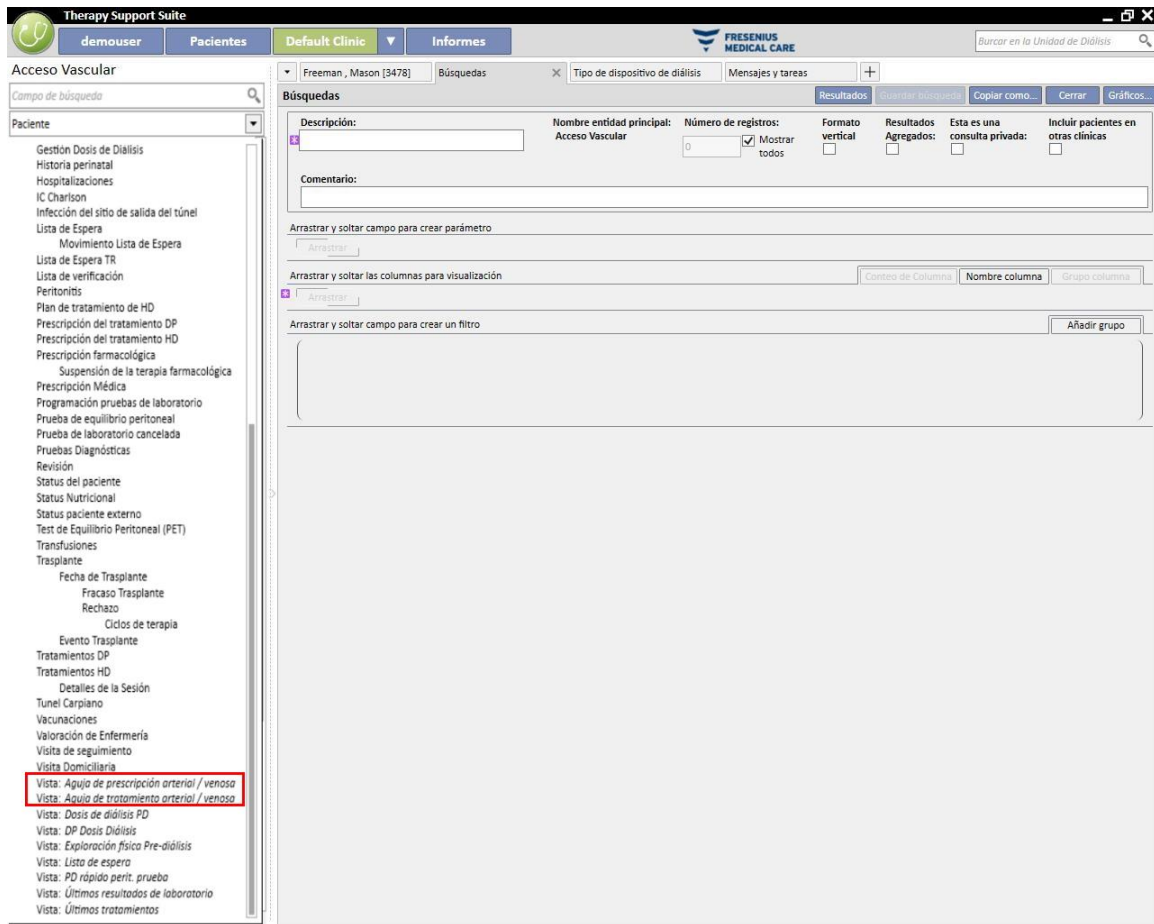 Therapy Support Suite
demouser
Pacientes
Default Clinic
Informes
FRESENIUS
MEDICAL CARE
Burcar en la Unidad de Diálisis
Acceso Vascular
Campo de búsqueda
Paciente
Gestión Dosis de Diálisis
Historia perinatal
Hospitalizaciones
IC Charlson
Infección del sitio de salida del túnel
Lista de Espera
Movimiento Lista de Espera
Lista de Espera TR
Lista de verificación
Peritonitis
Plan de tratamiento de HD
Prescripción del tratamiento DP
Prescripción del tratamiento HD
Prescripción farmacológica
Suspensión de la terapia farmacológica
Prescripción Médica
Programación pruebas de laboratorio
Prueba de equilibrio peritoneal
Prueba de laboratorio cancelada
Pruebas Diagnósticas
Revisión
Status del paciente
Status Nutricional
Status paciente externo
Test de Equilibrio Peritoneal (PET)
Transfusiones
Trasplante
Fecha de Trasplante
Fracaso Trasplante
Rechazo
Ciclos de terapia
Evento Trasplante
Tratamientos DP
Tratamientos HD
Detalles de la Sesión
Tunel Carpiano
Vacunaciones
Valoración de Enfermería
Visita de seguimiento
Visita Domiciliaria
Vista: Aguja de prescripción arterial / venosa
Vista: Aguja de tratamiento arterial / venosa
Vista: Dosis de diálisis PD
Vista: DP Dosis Diálisis
Vista: Exploración física Pre-diálisis
Vista: Lista de espera
Vista: PD rápido perit. prueba
Vista: Últimos resultados de laboratorio
Vista: Últimos tratamientos
Freeman , Mason [3478]
Búsquedas
Tipo de dispositivo de diálisis
Mensajes y tareas
Búsquedas
Resultados
Guardar búsqueda
Copiar como...
Cerrar
Gráficos...
Descripción:
Nombre entidad principal:
Acceso Vascular
Número de registros:
0
Mostrar
todos
Formato
vertical
Resultados
Agregados:
Esta es una
consulta privada:
Incluir pacientes en
otras clínicas
Comentario:
Arrastrar y soltar campo para crear parámetro
Arrastrar
Arrastrar y soltar las columnas para visualización
Conteo de Columna
Nombre columna
Grupo columna
Arrastrar
Arrastrar y soltar campo para crear un filtro
Añadir grupo